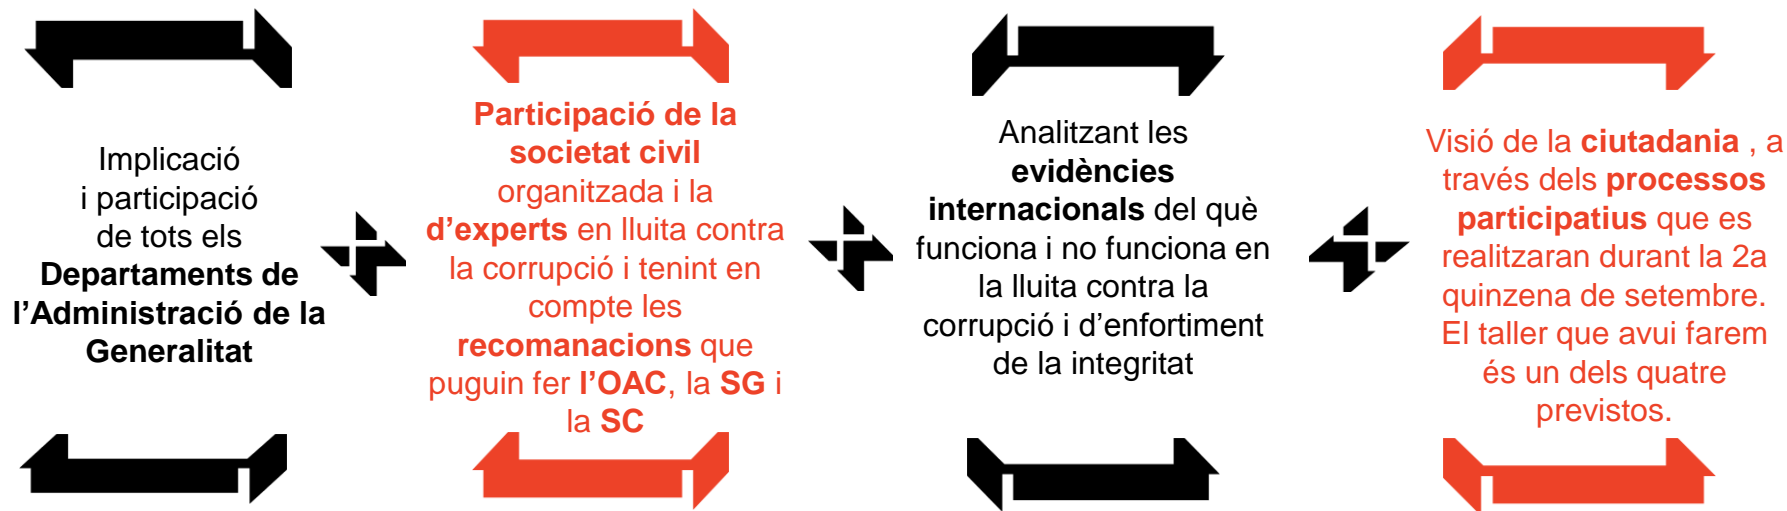 Implicació
i participació
de tots els
Departaments de
l’Administració de la
Generalitat
Participació de la
societat civil
organitzada i la
d’experts en lluita contra
la corrupció i tenint en
compte les
recomanacions que
puguin fer l’OAC, la SG i
la SC
Analitzant les
evidències
internacionals del què
funciona i no funciona en
la lluita contra la
corrupció i d’enfortiment
de la integritat
Visió de la ciutadania , a
través dels processos
participatius que es
realitzaran durant la 2a
quinzena de setembre.
El taller que avui farem
és un dels quatre
previstos.